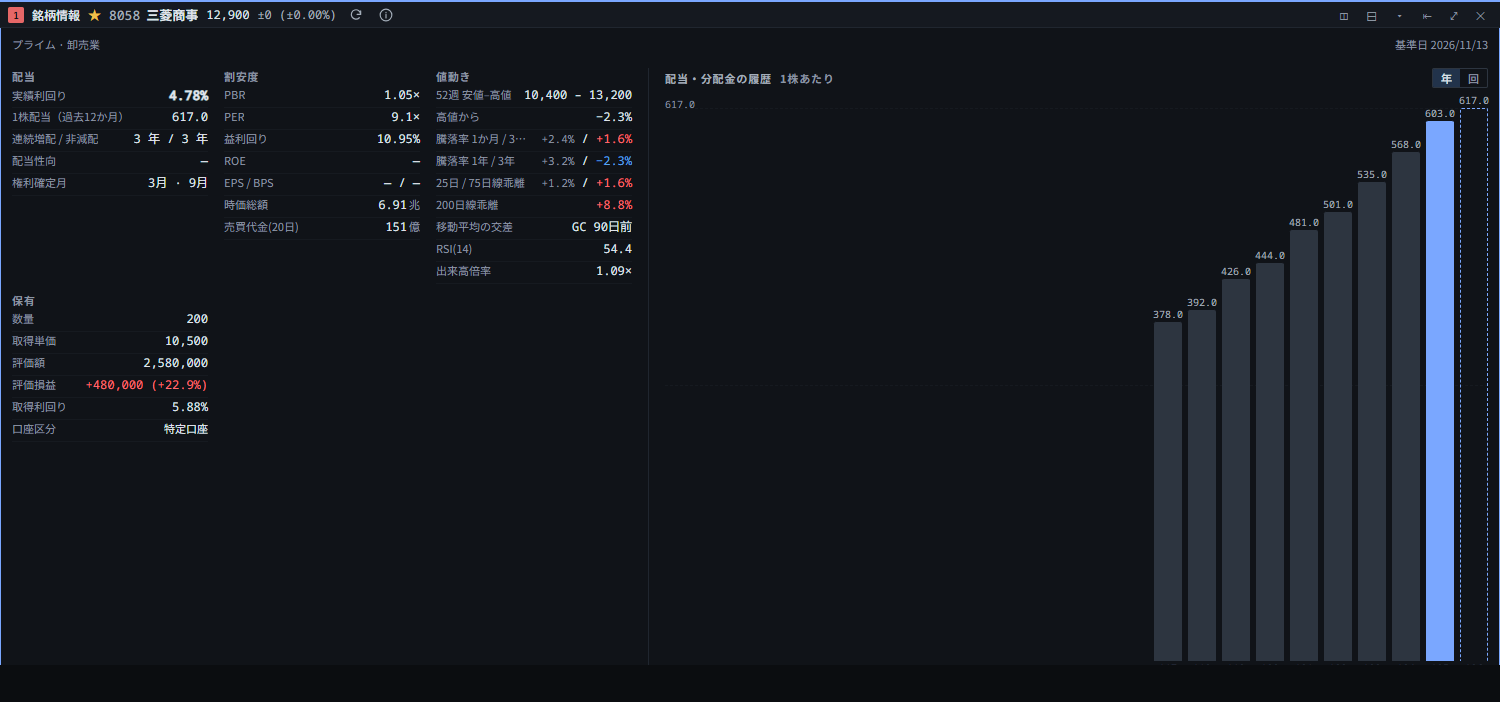 1 銘柄情報 ★ 8058 三菱商事 12,900 ±0 (±0.00%)
プライム · 卸売業
基準日 2026/11/13
配当
実績利回り 4.78%
1株配当（過去12か月） 617.0
連続増配 / 非減配 3 年 / 3 年
配当性向 —
権利確定月 3月 · 9月
割安度
PBR 1.05×
PER 9.1×
益利回り 10.95%
ROE —
EPS / BPS — / —
時価総額 6.91 兆
売買代金(20日) 151 億
値動き
52週 安値–高値 10,400 – 13,200
高値から −2.3%
騰落率 1か月 / 3… +2.4% / +1.6%
騰落率 1年 / 3年 +3.2% / −2.3%
25日 / 75日線乖離 +1.2% / +1.6%
200日線乖離 +8.8%
移動平均の交差 GC 90日前
RSI(14) 54.4
出来高倍率 1.09×
保有
数量 200
取得単価 10,500
評価額 2,580,000
評価損益 +480,000 (+22.9%)
取得利回り 5.88%
口座区分 特定口座
配当・分配金の履歴 1株あたり
年 回
617.0
378.0
392.0
426.0
444.0
481.0
501.0
535.0
568.0
603.0
617.0